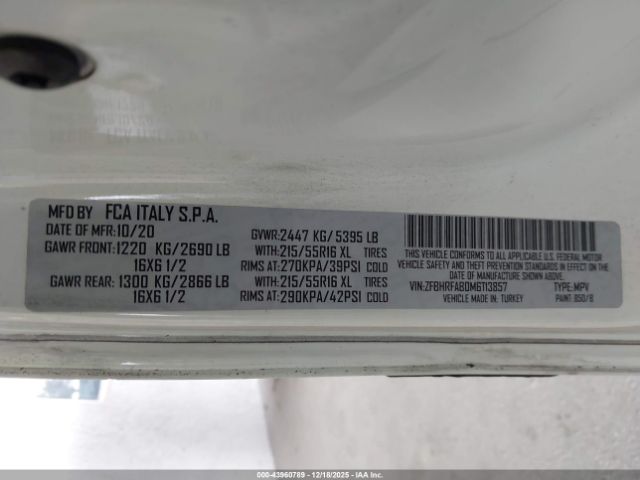 MFD BY FCA ITALY S.P.A.
DATE OF MFR:10/20 GVWR:2447 KG/5395 LB
GAWR FRONT:1220 KG/2690 LB WITH:215/55R16 XL TIRES
16X6 1/2 RIMS AT:270KPA/39PSI COLD
GAWR REAR:1300 KG/2866 LB WITH:215/55R16 XL TIRES
16X6 1/2 RIMS AT:290KPA/42PSI COLD
THIS VEHICLE CONFORMS TO ALL APPLICABLE U.S.A. FEDERAL MOTOR
VEHICLE SAFETY AND THEFT PREVENTION STANDARDS IN EFFECT ON
THE DATE OF MANUFACTURE SHOWN ABOVE.
VIN:ZFBHRFAB0M6T13857 TYPE: MPV
VEHICLE MADE IN: TURKEY PAINT: 850/B
000-43960789 - 12/18/2025 - IAAI.COM